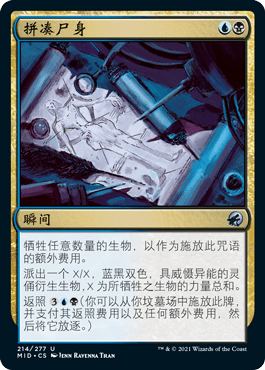 拼凑尸身
瞬间
牺牲任意数量的生物,以作为施放此咒语
的额外费用。
派出一个X/X,蓝黑双色,具威慑异能的灵
俑衍生生物,X为所牺牲之生物的力量总和。
返照 3(你可以从你坟墓场中施放此牌,
并支付其返照费用以及任何额外费用,然
后将它放逐。)
214/277 U
MID • CS JENN RAVENNA TRAN
™ & © 2021 Wizards of the Coast